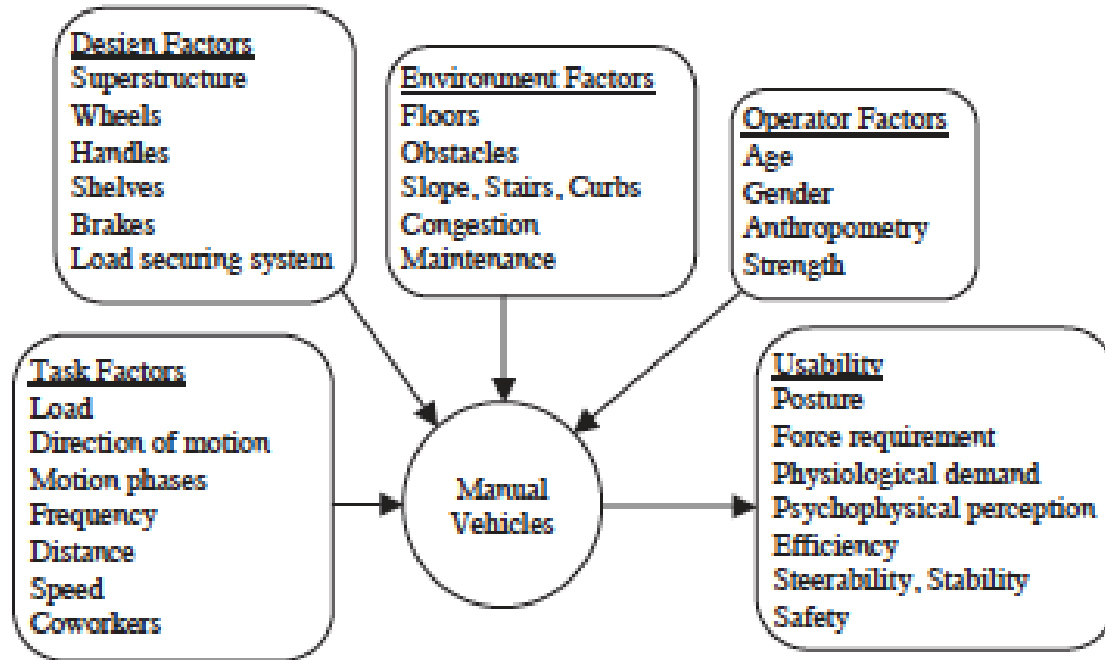 Design Factors
Superstructure
Wheels
Handles
Shelves
Brakes
Load securing system
Environment Factors
Floors
Obstacles
Slope, Stairs, Curbs
Congestion
Maintenance
Operator Factors
Age
Gender
Anthropometry
Strength
Task Factors
Load
Direction of motion
Motion phases
Frequency
Distance
Speed
Coworkers
Manual
Vehicles
Usability
Posture
Force requirement
Physiological demand
Psychophysical perception
Efficiency
Steerability, Stability
Safety